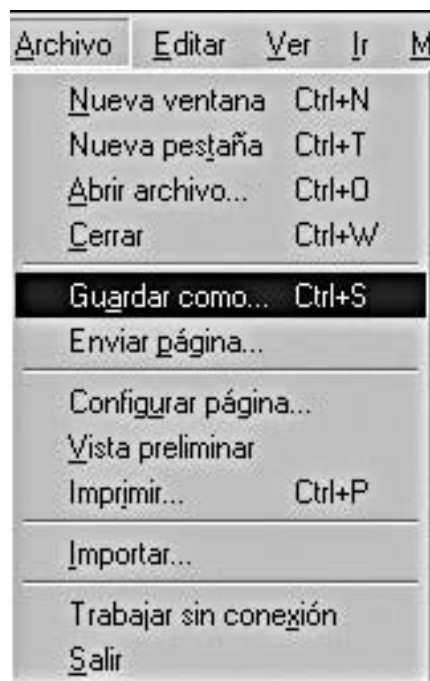 Archivo Editar Ver Ir M
Nueva ventana Ctrl+N
Nueva pestaña Ctrl+T
Abrir archivo... Ctrl+O
Cerrar Ctrl+W
Guardar como... Ctrl+S
Enviar página...
Configurar página...
Vista preliminar
Imprimir... Ctrl+P
Importar...
Trabajar sin conexión
Salir